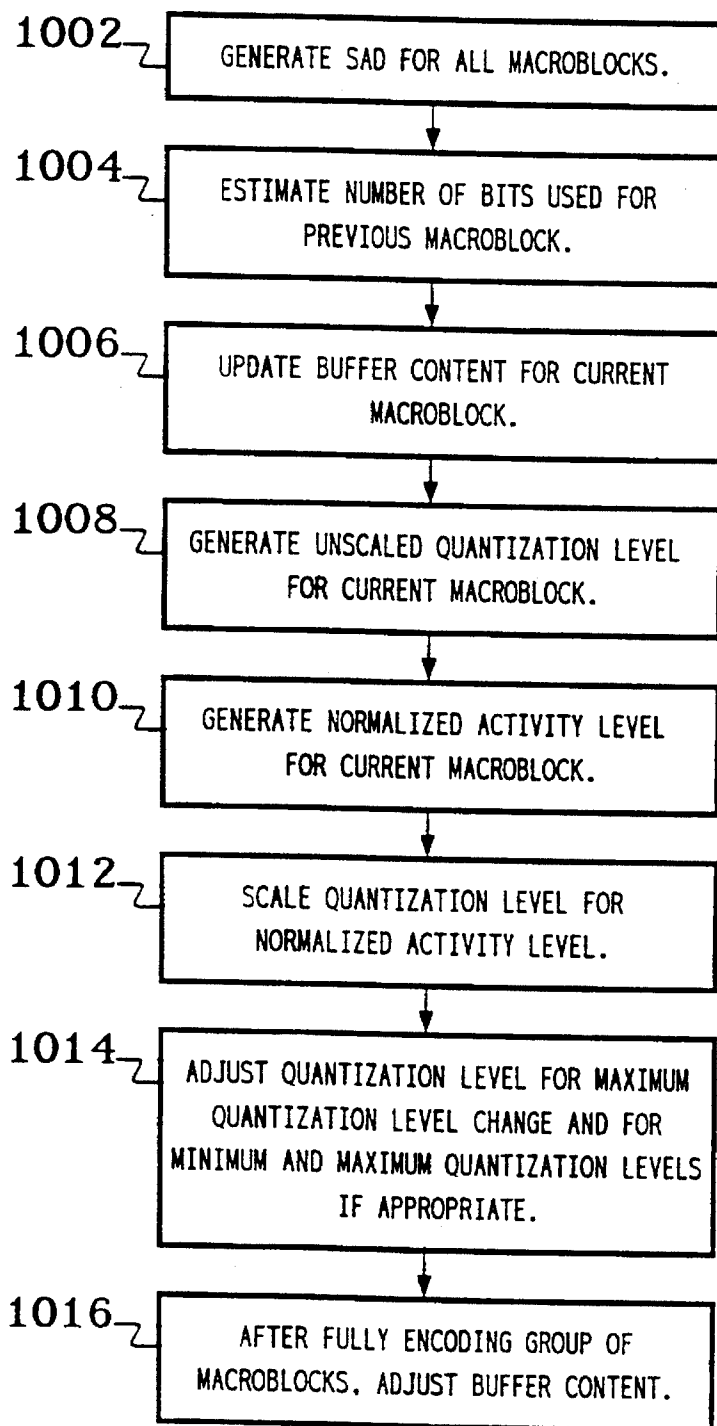 1002
GENERATE SAD FOR ALL MACROBLOCKS.
1004
ESTIMATE NUMBER OF BITS USED FOR
PREVIOUS MACROBLOCK.
1006
UPDATE BUFFER CONTENT FOR CURRENT
MACROBLOCK.
1008
GENERATE UNSCALED QUANTIZATION LEVEL
FOR CURRENT MACROBLOCK.
1010
GENERATE NORMALIZED ACTIVITY LEVEL
FOR CURRENT MACROBLOCK.
1012
SCALE QUANTIZATION LEVEL FOR
NORMALIZED ACTIVITY LEVEL.
1014
ADJUST QUANTIZATION LEVEL FOR MAXIMUM
QUANTIZATION LEVEL CHANGE AND FOR
MINIMUM AND MAXIMUM QUANTIZATION LEVELS
IF APPROPRIATE.
1016
AFTER FULLY ENCODING GROUP OF
MACROBLOCKS. ADJUST BUFFER CONTENT.